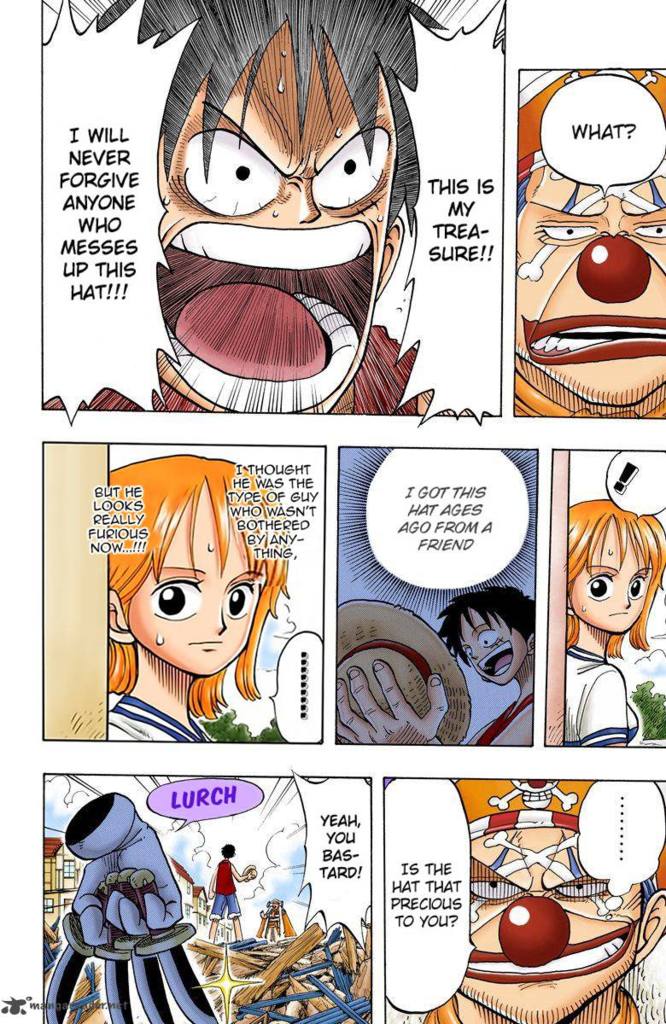 WHAT?
THIS IS
MY
TREA-
SURE!!
I WILL
NEVER
FORGIVE
ANYONE
WHO
MESSES
UP THIS
HAT!!!
!
I GOT THIS
HAT AGES
AGO FROM A
FRIEND
I THOUGHT
HE WAS THE
TYPE OF GUY
WHO WASN'T
BOTHERED
BY ANY-
THING,
BUT HE
LOOKS
REALLY
FURIOUS
NOW...!!!
......
IS THE
HAT THAT
PRECIOUS
TO YOU?
YEAH,
YOU
BAS-
TARD!
LURCH